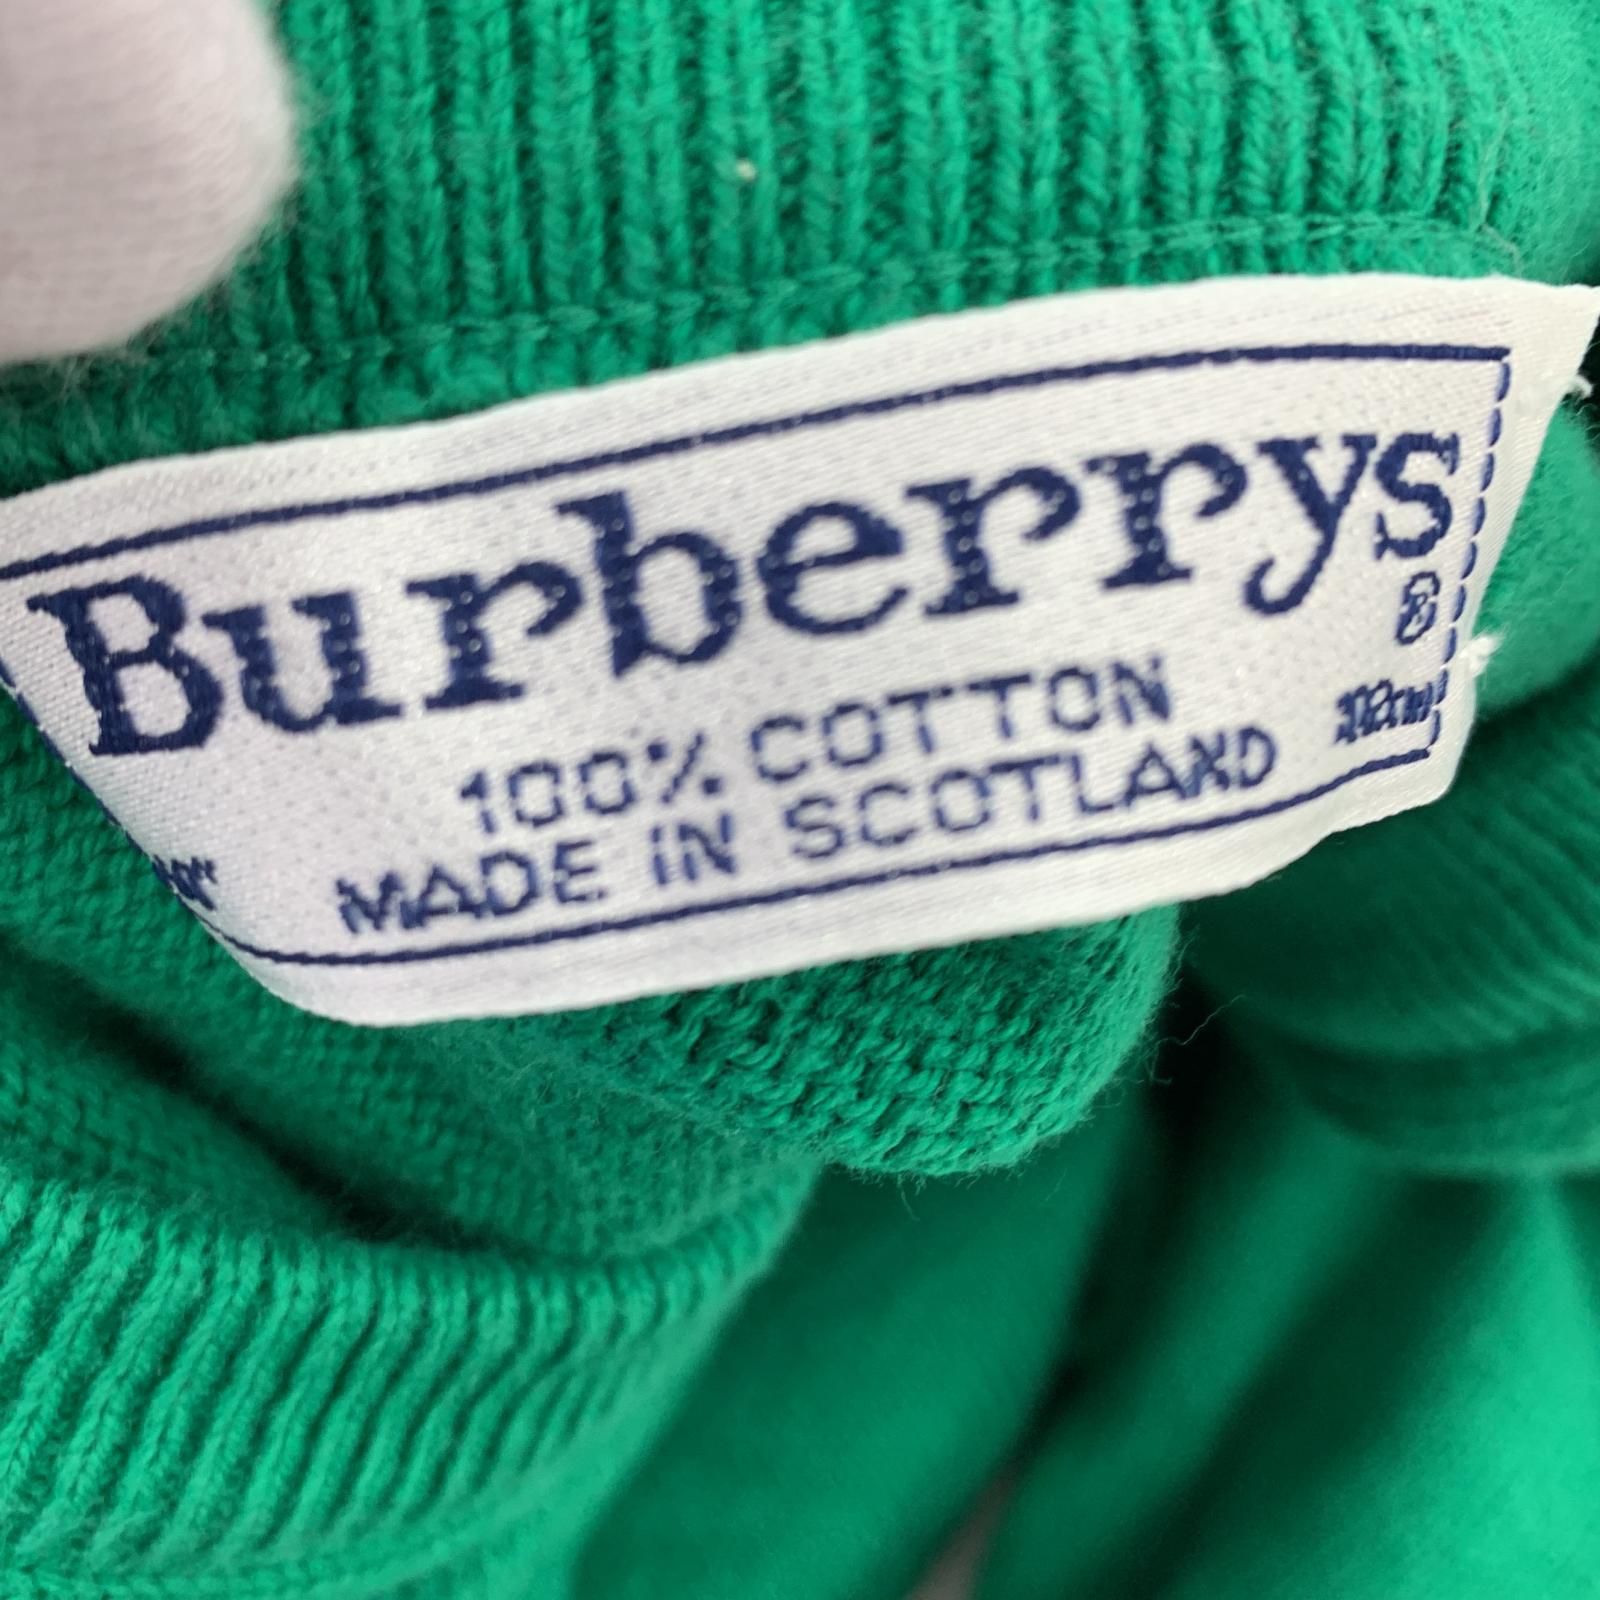 Burberrys
®
100% COTTON
MADE IN SCOTLAND